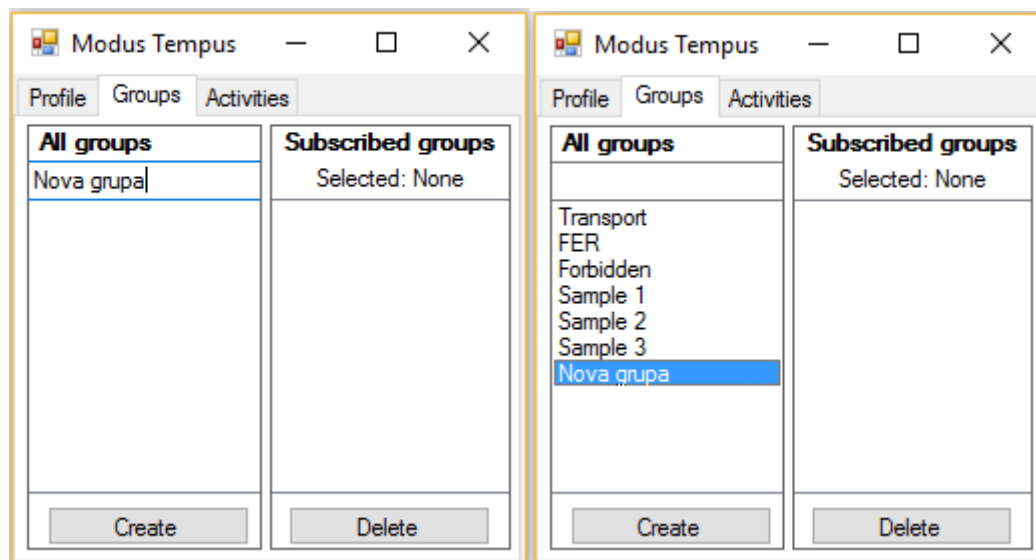 Modus Tempus
Profile Groups Activities
All groups
Nova grupa
Create
Subscribed groups
Selected: None
Delete
Modus Tempus
Profile Groups Activities
All groups
Transport
FER
Forbidden
Sample 1
Sample 2
Sample 3
Nova grupa
Create
Subscribed groups
Selected: None
Delete